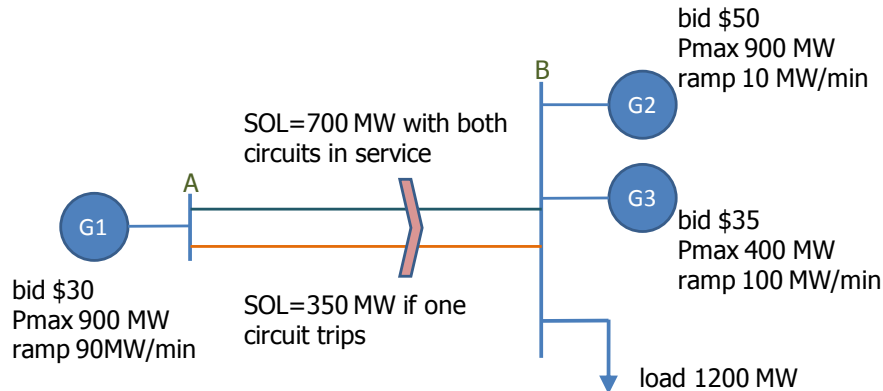 bid $50
Pmax 900 MW
ramp 10 MW/min
B
G2
SOL=700 MW with both
circuits in service
A
G1
G3
bid $35
Pmax 400 MW
ramp 100 MW/min
bid $30
Pmax 900 MW
ramp 90MW/min
SOL=350 MW if one
circuit trips
load 1200 MW